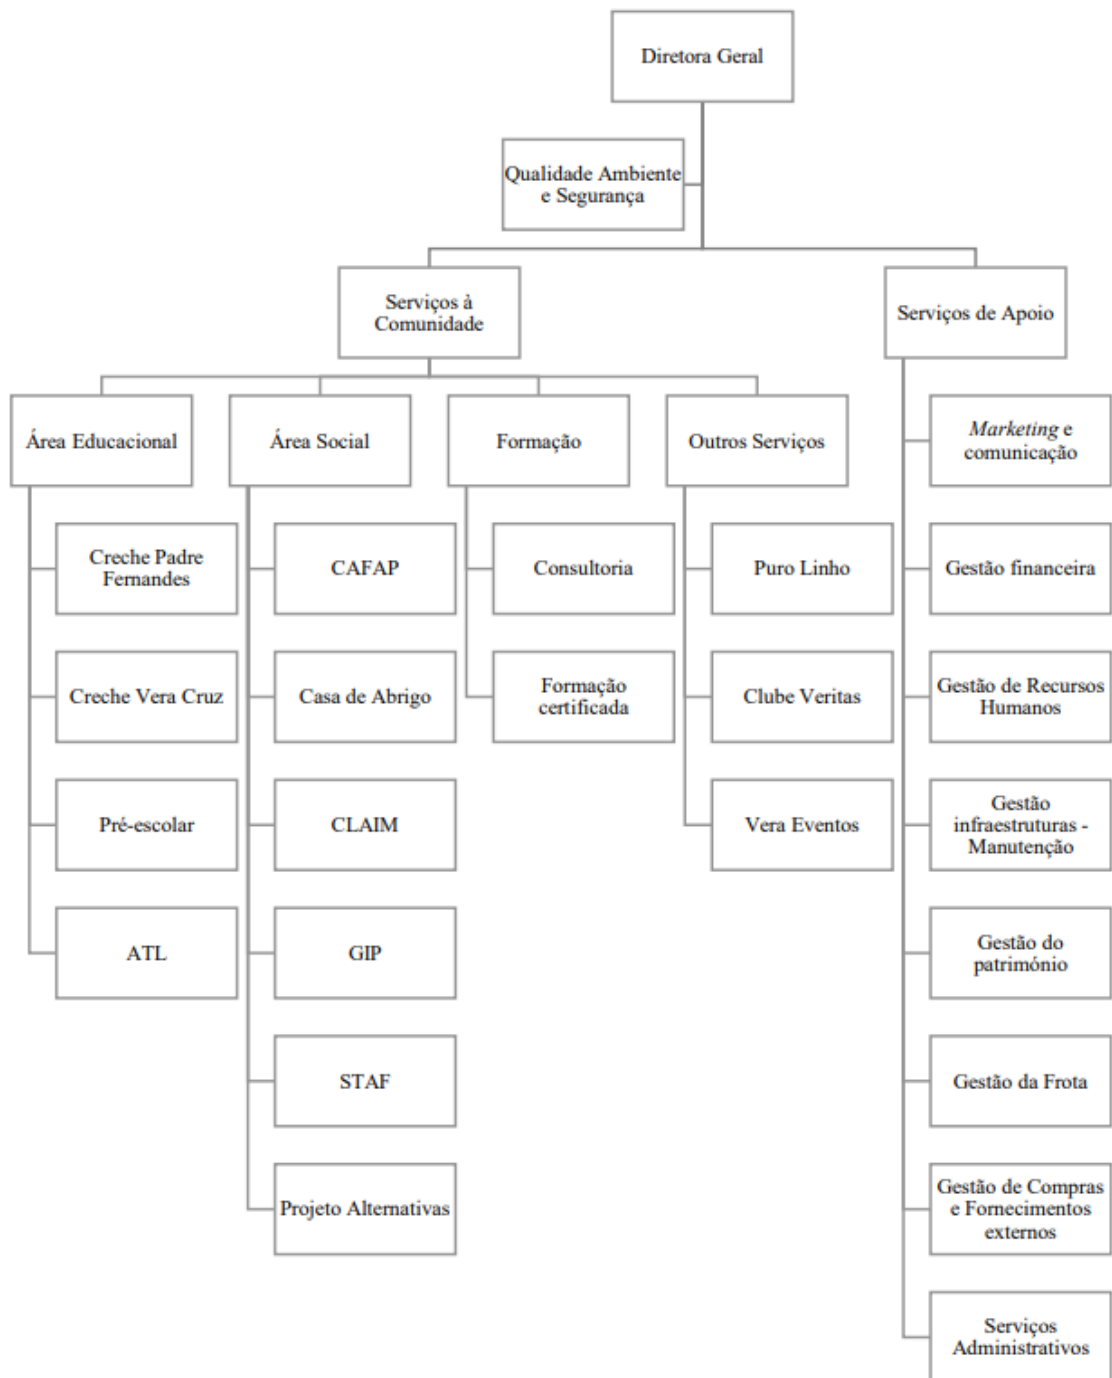 Diretora Geral
Qualidade Ambiente
e Segurança
Serviços à
Comunidade
Serviços de Apoio
Área Educacional
Área Social
Formação
Outros Serviços
Marketing e
comunicação
Creche Padre
Fernandes
CAFAP
Consultoria
Puro Linho
Gestão financeira
Creche Vera Cruz
Casa de Abrigo
Formação
certificada
Clube Veritas
Gestão de Recursos
Humanos
Pré-escolar
CLAIM
Vera Eventos
Gestão
infraestruturas -
Manutenção
ATL
GIP
Gestão do
património
STAF
Gestão da Frota
Projeto Alternativas
Gestão de Compras
e Fornecimentos
externos
Serviços
Administrativos